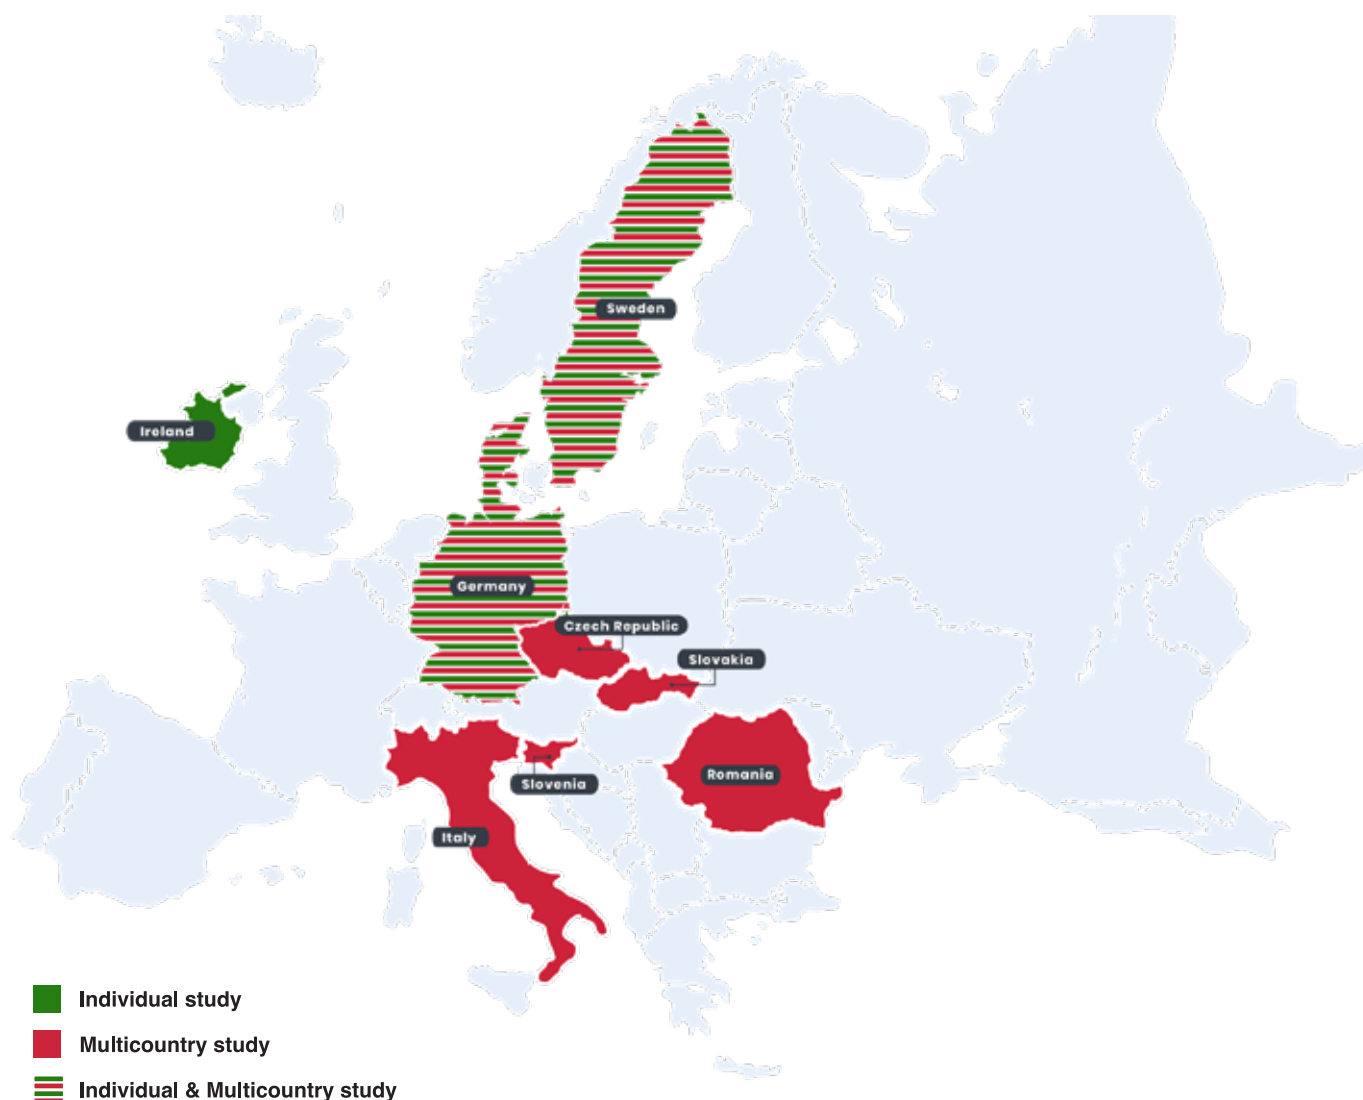 Sweden
Ireland
Germany
Czech Republic
Slovakia
Romania
Slovenia
Italy
Individual study
Multicountry study
Individual & Multicountry study